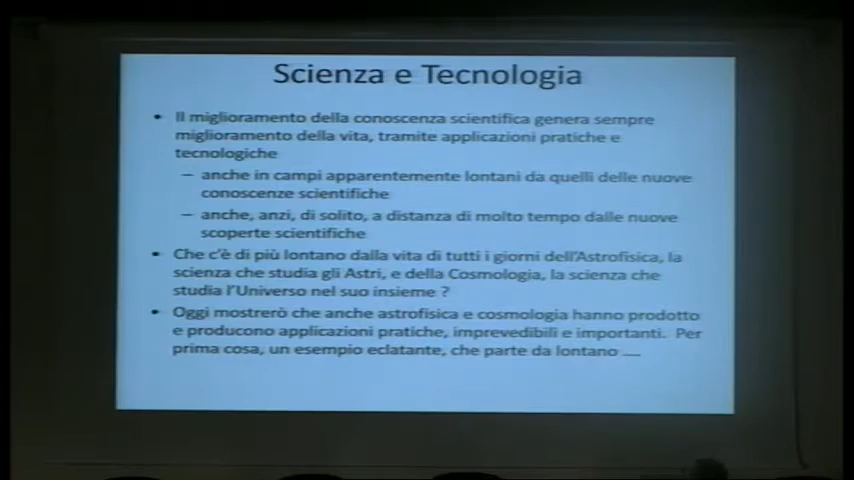 Scienza e Tecnologia
• Il miglioramento della conoscenza scientifica genera sempre
miglioramento della vita, tramite applicazioni pratiche e
tecnologiche
– anche in campi apparentemente lontani da quelli delle nuove
conoscenze scientifiche
– anche, anzi, di solito, a distanza di molto tempo dalle nuove
scoperte scientifiche
• Che c'è di più lontano dalla vita di tutti i giorni dell'Astrofisica, la
scienza che studia gli Astri, e della Cosmologia, la scienza che
studia l'Universo nel suo insieme ?
• Oggi mostrerò che anche astrofisica e cosmologia hanno prodotto
e producono applicazioni pratiche, imprevedibili e importanti. Per
prima cosa, un esempio eclatante, che parte da lontano ....